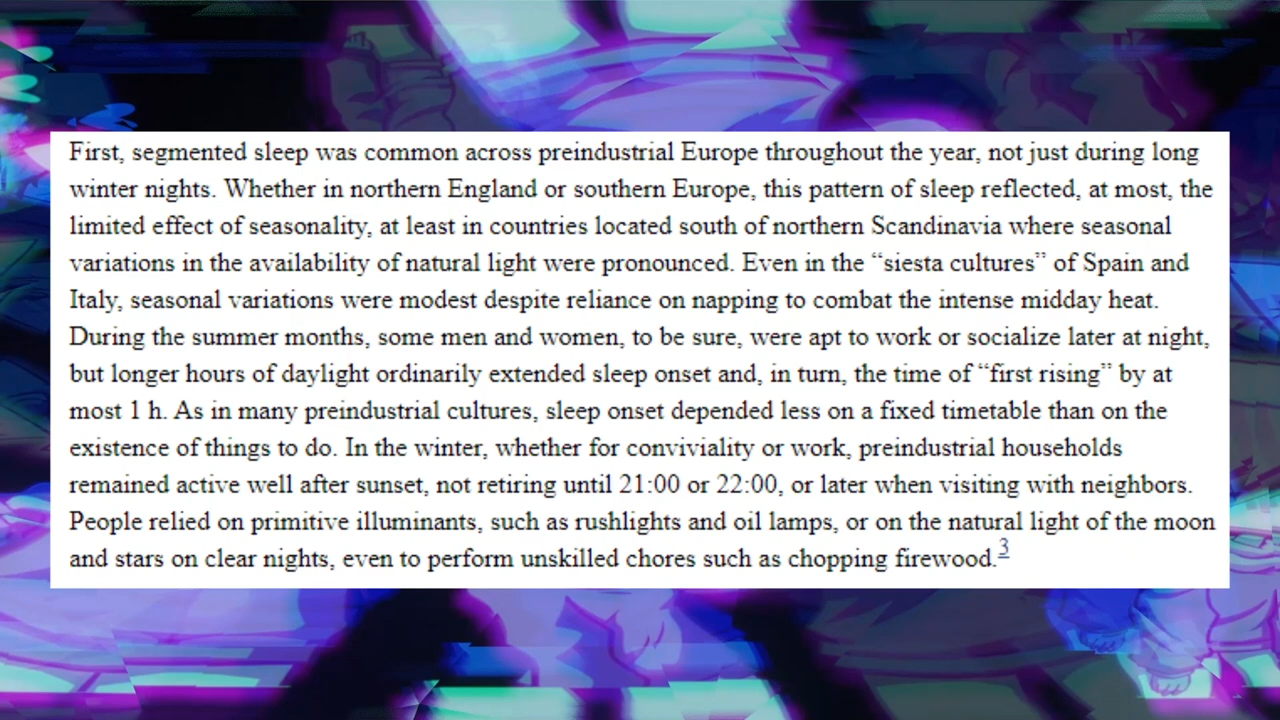 First, segmented sleep was common across preindustrial Europe throughout the year, not just during long
winter nights. Whether in northern England or southern Europe, this pattern of sleep reflected, at most, the
limited effect of seasonality, at least in countries located south of northern Scandinavia where seasonal
variations in the availability of natural light were pronounced. Even in the “siesta cultures” of Spain and
Italy, seasonal variations were modest despite reliance on napping to combat the intense midday heat.
During the summer months, some men and women, to be sure, were apt to work or socialize later at night,
but longer hours of daylight ordinarily extended sleep onset and, in turn, the time of “first rising” by at
most 1 h. As in many preindustrial cultures, sleep onset depended less on a fixed timetable than on the
existence of things to do. In the winter, whether for conviviality or work, preindustrial households
remained active well after sunset, not retiring until 21:00 or 22:00, or later when visiting with neighbors.
People relied on primitive illuminants, such as rushlights and oil lamps, or on the natural light of the moon
and stars on clear nights, even to perform unskilled chores such as chopping firewood.3